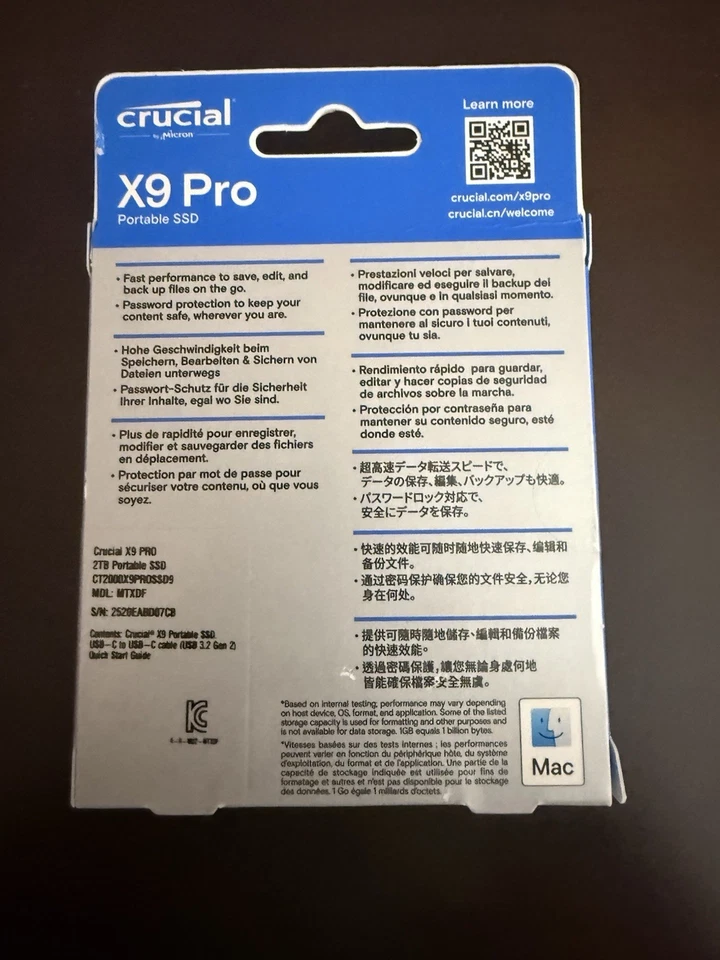 crucial
by Micron
Learn more
X9 Pro
Portable SSD
crucial.com/x9pro
crucial.cn/welcome
• Fast performance to save, edit, and
back up files on the go.
• Password protection to keep your
content safe, wherever you are.
• Hohe Geschwindigkeit beim
Speichern, Bearbeiten & Sichern von
Dateien unterwegs
• Passwort-Schutz für die Sicherheit
Ihrer Inhalte, egal wo Sie sind.
• Plus de rapidité pour enregistrer,
modifier et sauvegarder des fichiers
en déplacement.
• Protection par mot de passe pour
sécuriser votre contenu, où que vous
soyez.
Crucial X9 PRO
2TB Portable SSD
CT2000X9PROSSD9
MDL: MTXDF
S/N: 2520EABD07CB
Contents: Crucial® X9 Portable SSD
USB-C to USB-C cable (USB 3.2 Gen 2)
Quick Start Guide
• Prestazioni veloci per salvare,
modificare ed eseguire il backup dei
file, ovunque e in qualsiasi momento.
• Protezione con password per
mantenere al sicuro i tuoi contenuti,
ovunque tu sia.
• Rendimiento rápido para guardar,
editar y hacer copias de seguridad
de archivos sobre la marcha.
• Protección por contraseña para
mantener su contenido seguro, esté
donde esté.
• 超高速データ転送スピードで、
データの保存、編集、バックアップも快適。
• パスワードロック対応で、
安全にデータを保存。
• 快速的效能可随时随地快速保存、编辑和
备份文件。
• 通过密码保护确保您的文件安全，无论您
身在何处。
• 提供可隨時隨地儲存、編輯和備份檔案
的快速效能。
• 透過密碼保護，讓您無論身處何地
皆能確保檔案安全無虞。
*Based on internal testing; performance may vary depending
on host device, OS, format, and application. Some of the listed
storage capacity is used for formatting and other purposes and
is not available for data storage. 1GB equals 1 billion bytes.
*Vitesses basées sur des tests internes ; les performances
peuvent varier en fonction du périphérique hôte, du système
d'exploitation, du format et de l'application. Une partie de la
capacité de stockage indiquée est utilisée pour fins de
formatage et autres et n'est pas disponible pour le stockage
des données. 1 Go égale 1 milliards d'octets.
Mac